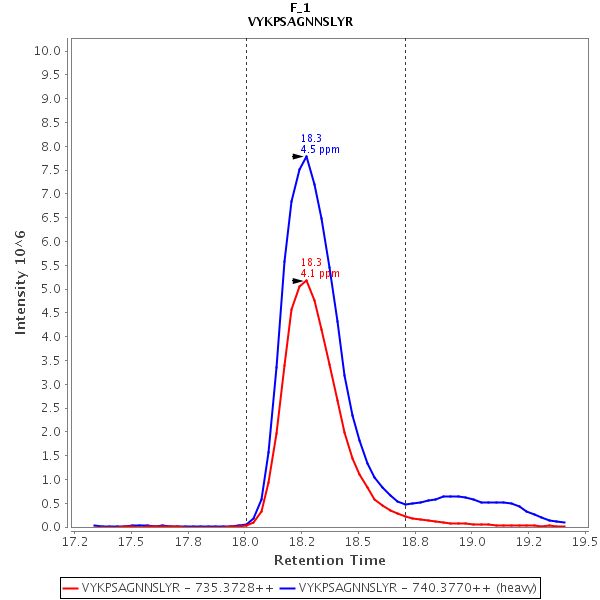 F_1
VYKPSAGNNSLYR
Intensity 10^6
10.0
9.5
9.0
8.5
8.0
7.5
7.0
6.5
6.0
5.5
5.0
4.5
4.0
3.5
3.0
2.5
2.0
1.5
1.0
0.5
0.0
18.3
4.5 ppm
18.3
4.1 ppm
17.2 17.5 17.8 18.0 18.2 18.5 18.8 19.0 19.2 19.5
Retention Time
VYKPSAGNNSLYR - 735.3728++ VYKPSAGNNSLYR - 740.3770++ (heavy)